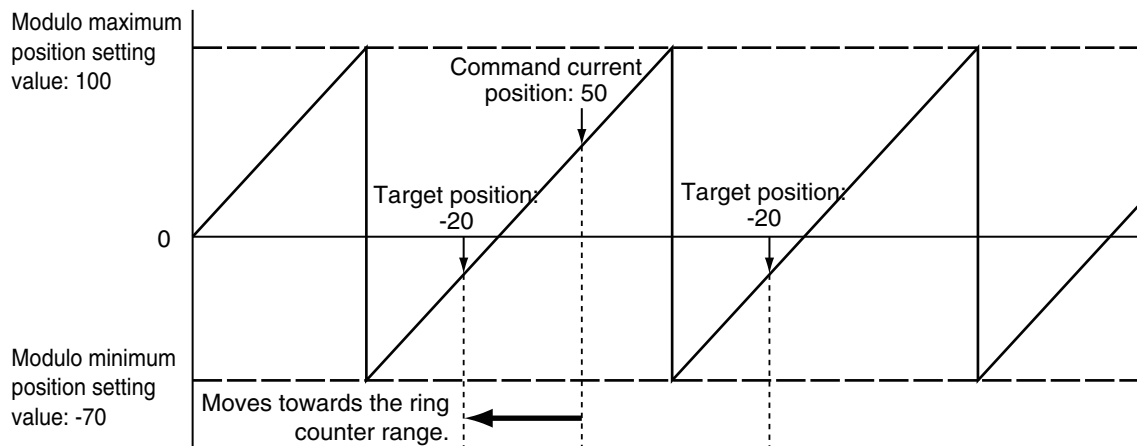 Modulo maximum
position setting
value: 100
Command current
position: 50
Target position:
-20
Target position:
-20
0
Modulo minimum
position setting
value: -70
Moves towards the ring
counter range.